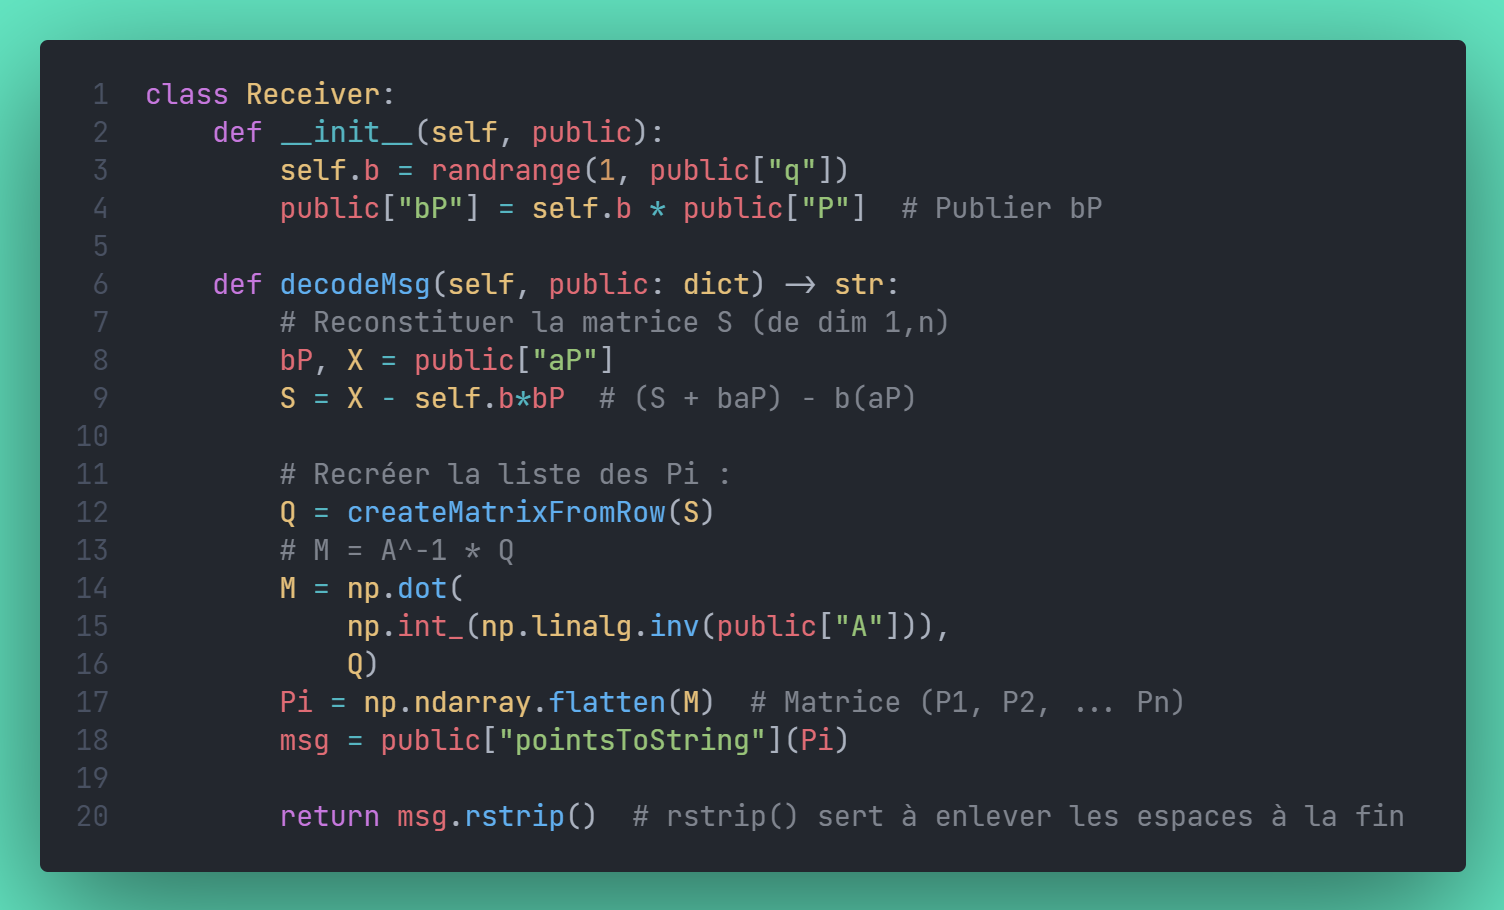 1 class Receiver:
2 def __init__(self, public):
3 self.b = randrange(1, public["q"])
4 public["bP"] = self.b * public["P"]  # Publier bP
5
6 def decodeMsg(self, public: dict) -> str:
7 # Reconstituer la matrice S (de dim 1,n)
8 bP, X = public["aP"]
9 S = X - self.b*bP  # (S + baP) - b(aP)
10
11 # Recréer la liste des Pi :
12 Q = createMatrixFromRow(S)
13 # M = A^-1 * Q
14 M = np.dot(
15 np.int_(np.linalg.inv(public["A"])),
16 Q)
17 Pi = np.ndarray.flatten(M)  # Matrice (P1, P2, ... Pn)
18 msg = public["pointsToString"](Pi)
19
20 return msg.rstrip()  # rstrip() sert à enlever les espaces à la fin